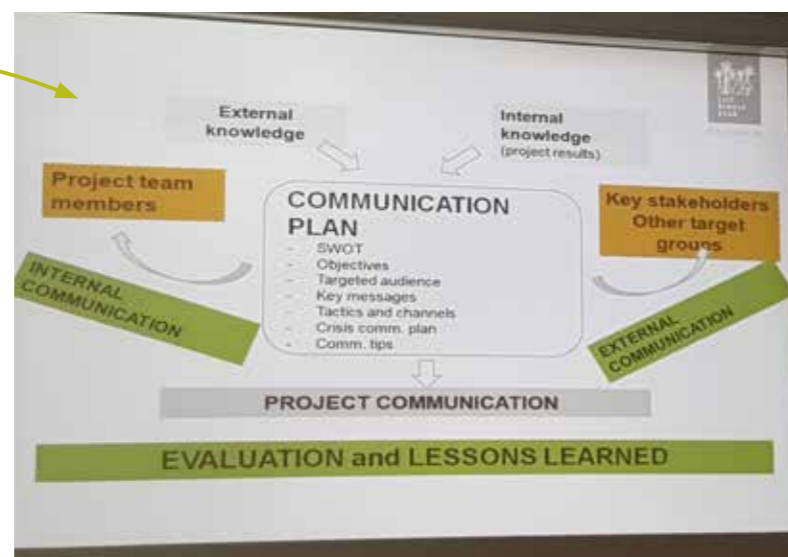 External
knowledge
Internal
knowledge
(project results)
Project team
members
COMMUNICATION
PLAN
- SWOT
- Objectives
- Targeted audience
- Key messages
- Tactics and channels
- Crisis comm. plan
- Comm. tips
Key stakeholders
Other target
groups
INTERNAL
COMMUNICATION
EXTERNAL
COMMUNICATION
PROJECT COMMUNICATION
EVALUATION and LESSONS LEARNED